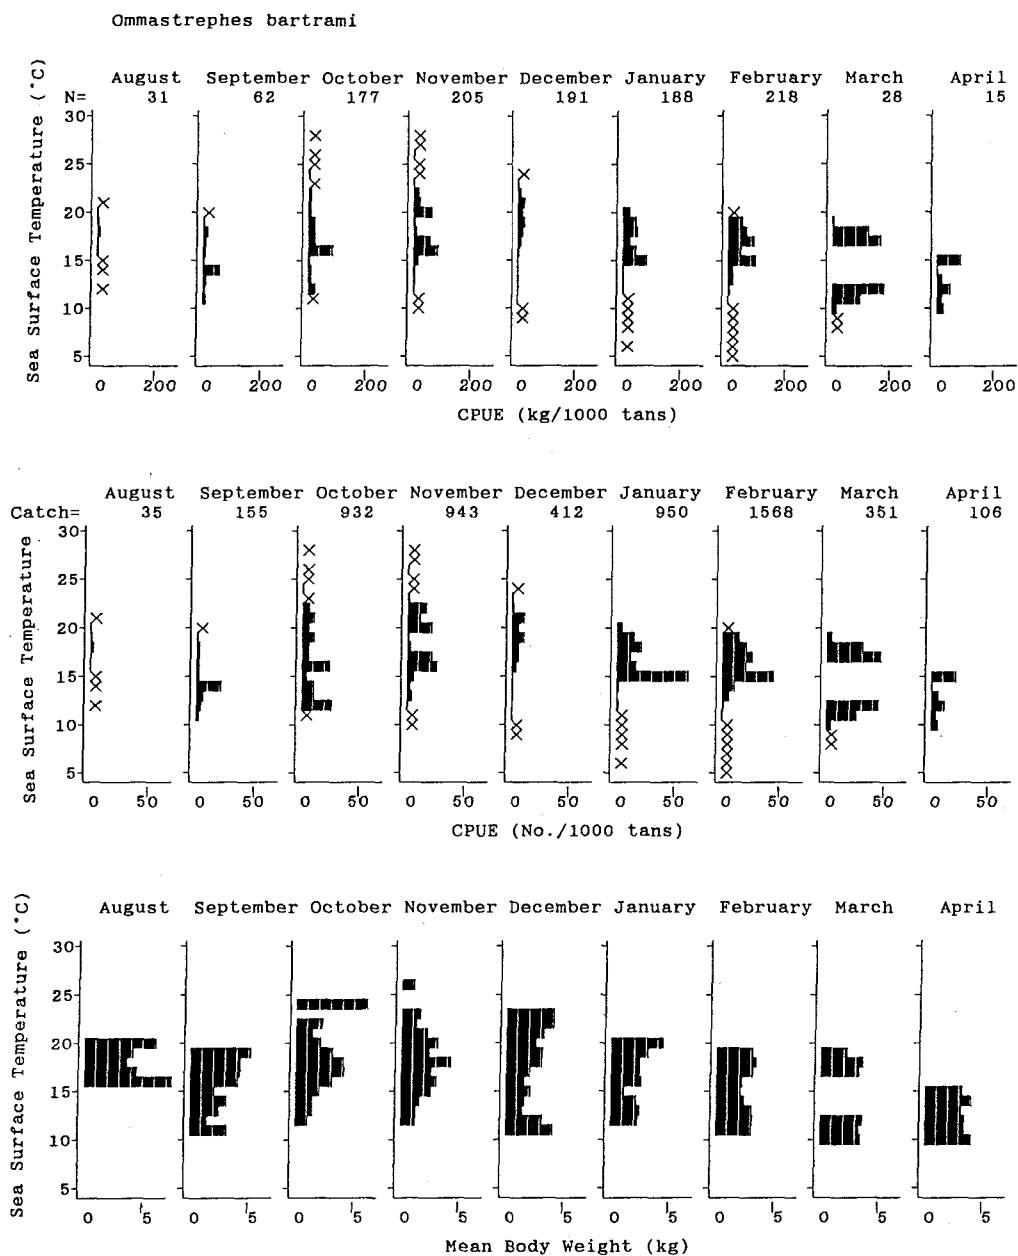 Ommastrephes bartrami
August September October November December January February March April
N= 31 62 177 205 191 188 218 28 15
Sea Surface Temperature (°C)
30
25
20
15
10
5
0 200 0 200 0 200 0 200 0 200 0 200 0 200 0 200 0 200
CPUE (kg/1000 tans)
August September October November December January February March April
Catch= 35 155 932 943 412 950 1568 351 106
Sea Surface Temperature
30
25
20
15
10
5
0 50 0 50 0 50 0 50 0 50 0 50 0 50 0 50 0 50
CPUE (No./1000 tans)
August September October November December January February March April
Sea Surface Temperature (°C)
30
25
20
15
10
5
0 5 0 5 0 5 0 5 0 5 0 5 0 5 0 5 0 5
Mean Body Weight (kg)